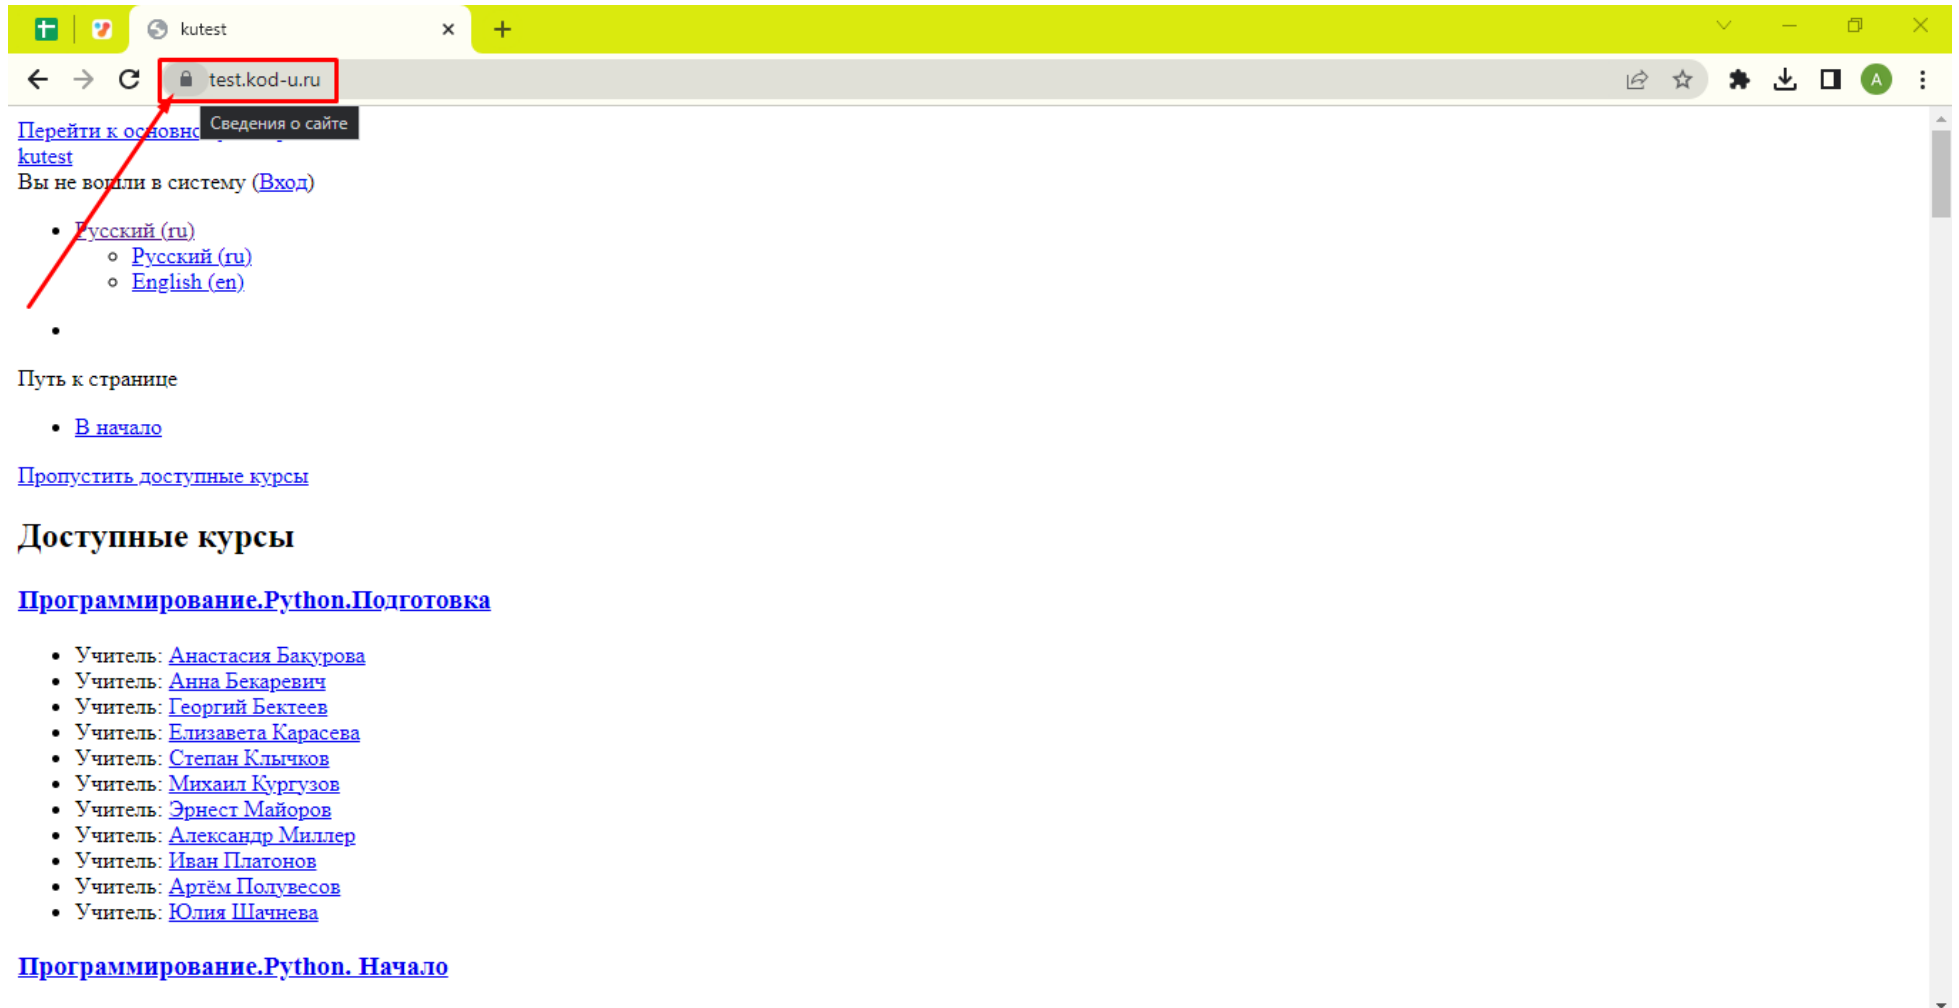 kutest
test.kod-u.ru
A
Сведения о сайте
Перейти к основно
kutest
Вы не вошли в систему (Вход)
Русский (ru)
Русский (ru)
English (en)
Путь к странице
В начало
Пропустить доступные курсы
Доступные курсы
Программирование.Python.Подготовка
Учитель: Анастасия Бакурова
Учитель: Анна Бекаревич
Учитель: Георгий Бектеев
Учитель: Елизавета Карасева
Учитель: Степан Клычков
Учитель: Михаил Кургузов
Учитель: Эрнест Майоров
Учитель: Александр Миллер
Учитель: Иван Платонов
Учитель: Артём Полувесов
Учитель: Юлия Шачнева
Программирование.Python. Начало